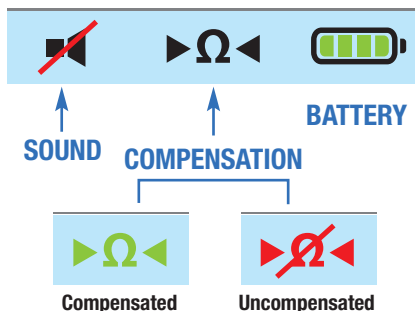 ►Ω◄
BATTERY
SOUND
COMPENSATION
►Ω◄
►Ω◄
Compensated
Uncompensated